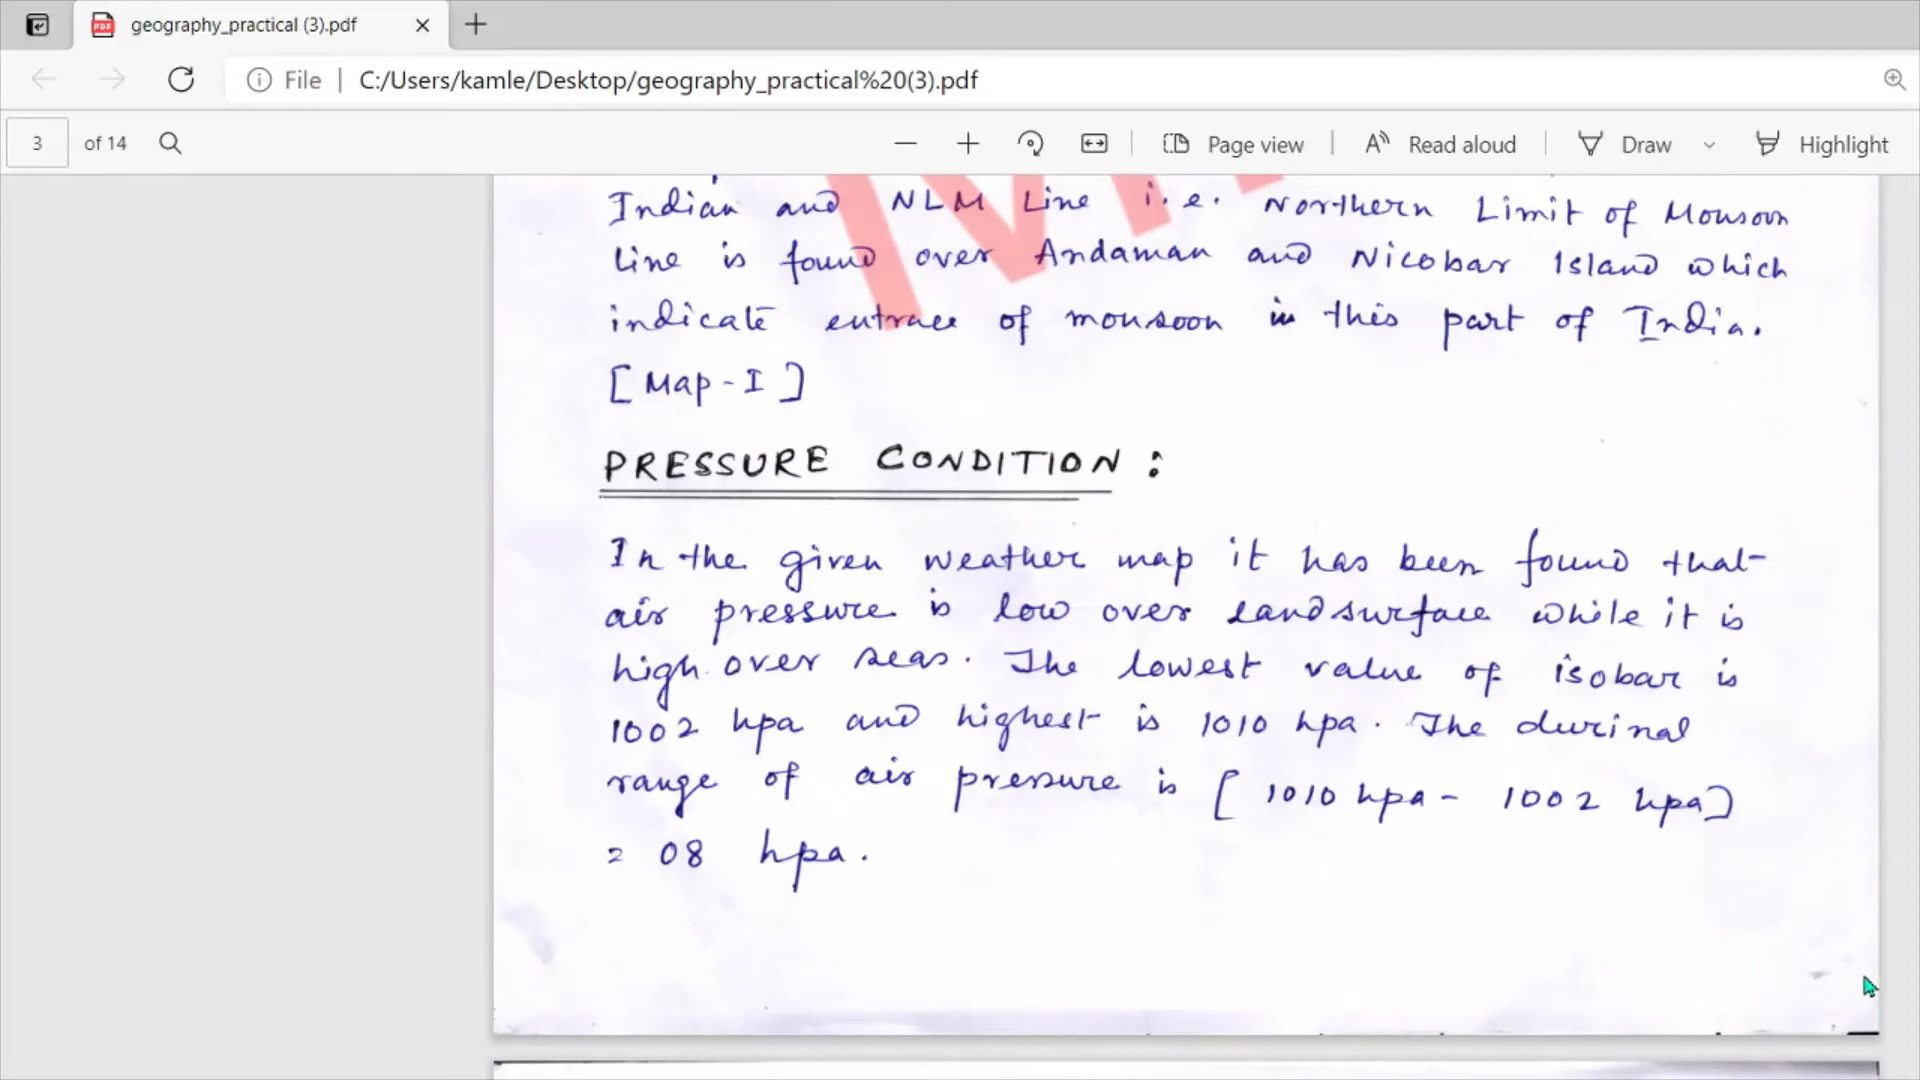 geography_practical (3).pdf
File | C:/Users/kamle/Desktop/geography_practical%20(3).pdf
3 of 14 Page view Read aloud Draw Highlight
Indian and NLM Line i.e. Northern Limit of Monsoon
Line is found over Andaman and Nicobar Island which
indicate entrace of monsoon in this part of India.
[Map-I]
PRESSURE CONDITION :
In the given weather map it has been found that
air pressure is low over landsurface while it is
high over seas. The lowest value of isobar is
1002 hpa and highest is 1010 hpa. The durinal
range of air pressure is [1010 hpa - 1002 hpa]
= 08 hpa.